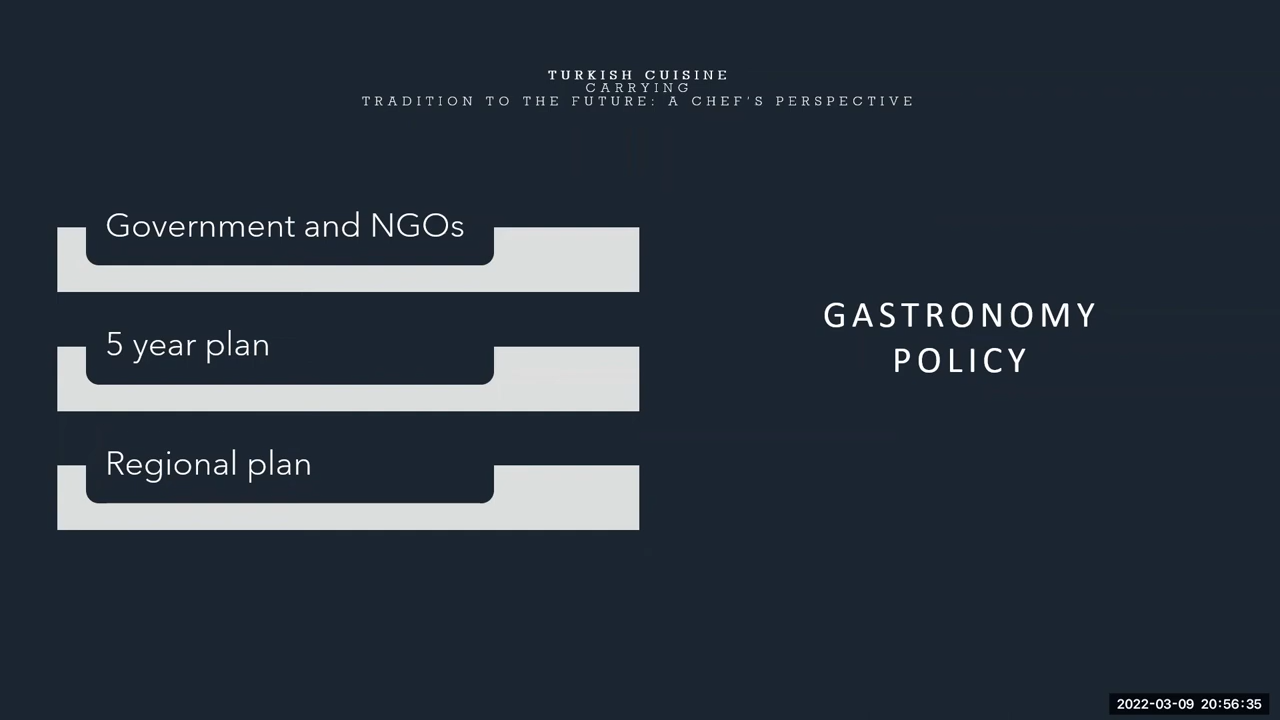 TURKISH CUISINE
CARRYING
TRADITION TO THE FUTURE: A CHEF'S PERSPECTIVE
Government and NGOs
5 year plan
Regional plan
GASTRONOMY
POLICY
2022-03-09 20:56:35